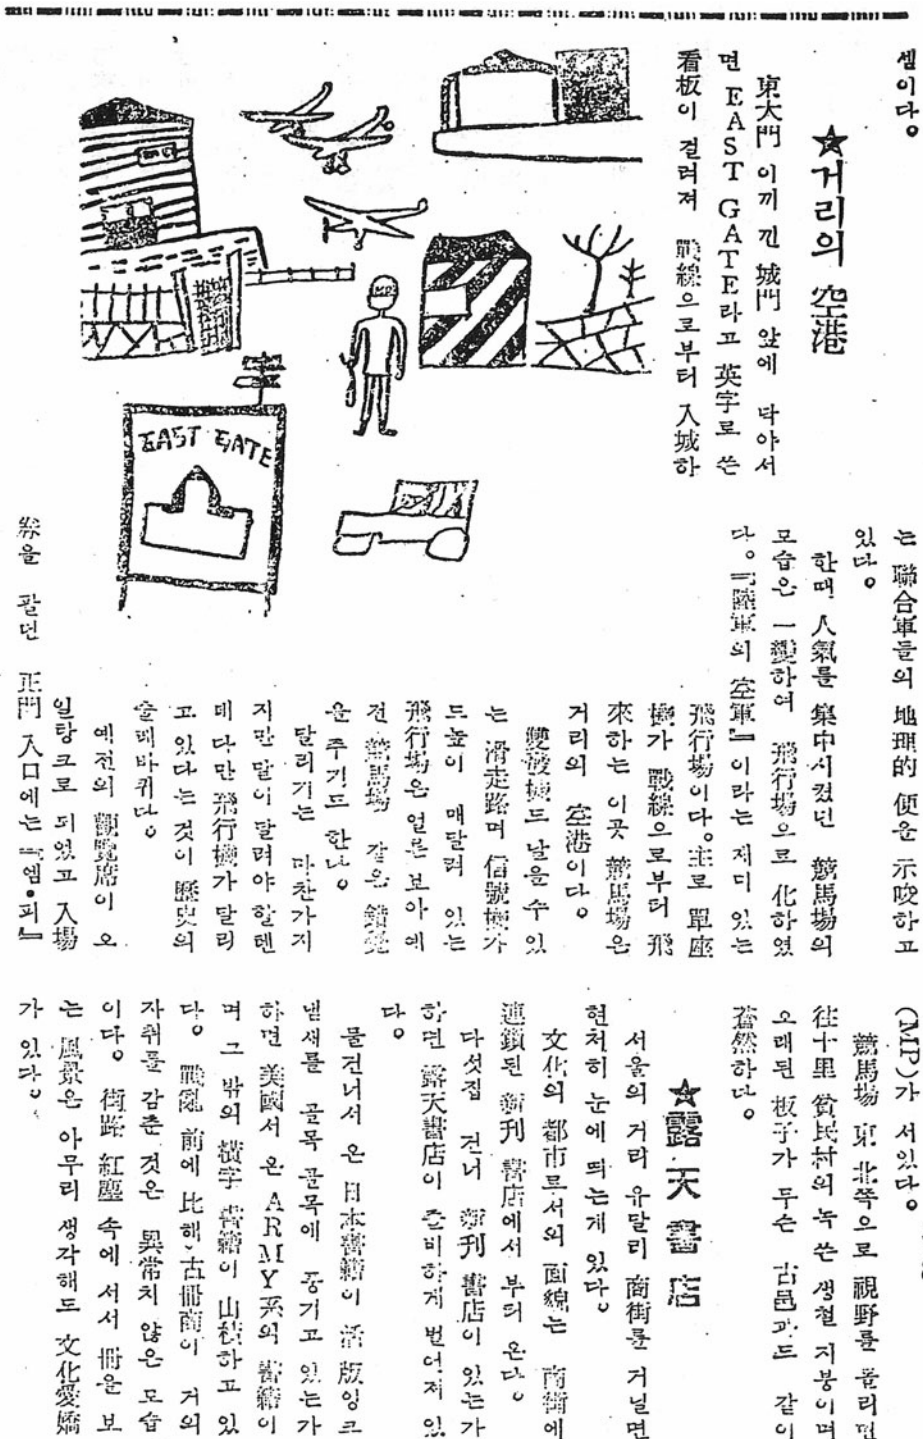 셈이다。
★거리의 空港
東大門 이끼 낀 城門 앞에 닥아서
면 EAST GATE라고 英字로 쓴
看板이 걸려져 戰線으로부터 入城하
EAST GATE
는 聯合軍들의 地理的 便을 示唆하고
있다。
한때 人氣를 集中시켰던 競馬場의
모습은 一變하여 飛行場으로 化하였
다。『陸軍의 空軍』이라는 재미 있는
飛行場이다。主로 單座
機가 戰線으로부터 飛
來하는 이곳 競馬場은
거리의 空港이다。
雙發機드 날을 수 있
는 滑走路며 信號機가
드높이 매달려 있는
飛行場은 얼른 보아 예
전 競馬場 같은 錯覺
을 주기도 한다。
달리기는 마찬가지
지만 말이 달려야 할텐
데 다만 飛行機가 달리
고 있다는 것이 歷史의
술레바퀴다。
예전의 觀覽席이 오
일탕크로 되였고 入場
券을 팔던 正門 入口에는『엠•피』
(MP)가 서있다。
競馬場 東北쪽으로 視野를 돌리면
往十里 貧民村의 녹 쓴 생철 지붕이며
오래된 板子가 무슨 古邑과드 같이
蒼然하다。
★露天書店
서울의 거리 유달리 商街를 거닐면
현저히 눈에 띄는게 있다。
文化의 都市로서의 面貌는 商街에
連鎖된 新刊 書店에서 부터 온다。
다섯집 건너 新刊 書店이 있는가
하면 露天書店이 즐비하게 벌어저 있
다。
물건너서 온 日本書籍이 活版잉크
냄새를 골목 골목에 풍기고 있는가
하면 美國서 온 ARMY系의 書籍이
며 그 밖의 橫字 書籍이 山積하고 있
다。戰亂 前에 比해 古冊商이 거의
자취를 감춘 것은 異常치 않은 모습
이다。街路 紅塵 속에 서서 冊을 보
는 風景은 아무리 생각해도 文化愛嬌
가 있다。